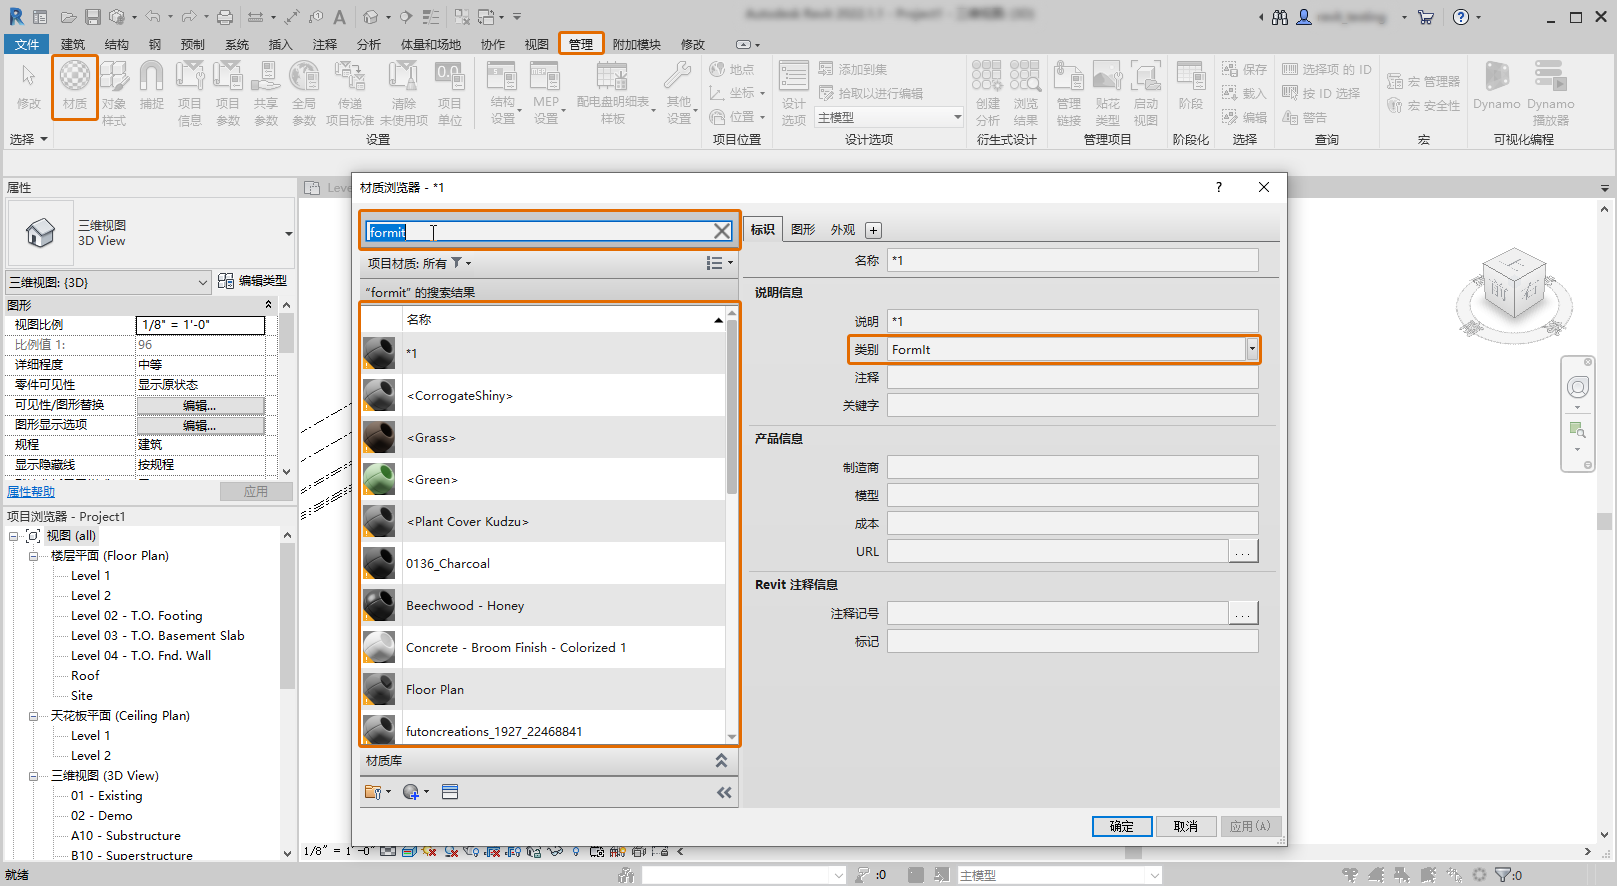 文件 建筑 结构 钢 预制 系统 插入 注释 分析 体量和场地 协作 视图 管理 附加模块 修改
修改 材质 对象 样式 捕捉 项目 信息 项目 参数 共享 参数 全局 参数 传递 项目标准 清除 未使用项 项目 单位 结构 设置 MEP 设置 配电盘明细表 样板 其他 设置
地点
坐标
位置
设计 选项
添加到集
拾取以进行编辑
主模型
创建 分析 浏览 结果 管理 链接 贴花 类型 启动 视图 阶段
保存
载入
编辑
选择项 的 ID
按 ID 选择
警告
宏 管理器
宏 安全性
Dynamo Dynamo 播放器
选择 设置 项目位置 设计选项 衍生式设计 管理项目 阶段化 选择 查询 宏 可视化编程
属性
三维视图
3D View
三维视图: {3D} 编辑类型
图形
视图比例 1/8" = 1'-0"
比例值 1: 96
详细程度 中等
零件可见性 显示原状态
可见性/图形替换 编辑...
图形显示选项 编辑...
规程 建筑
显示隐藏线 按规程
属性帮助 应用
项目浏览器 - Project1
视图 (all)
楼层平面 (Floor Plan)
Level 1
Level 2
Level 02 - T.O. Footing
Level 03 - T.O. Basement Slab
Level 04 - T.O. Fnd. Wall
Roof
Site
天花板平面 (Ceiling Plan)
Level 1
Level 2
三维视图 (3D View)
01 - Existing
02 - Demo
A10 - Substructure
B10 - Superstructure
Leve
材质浏览器 - *1
?
formit
项目材质: 所有
“formit” 的搜索结果
名称
*1
<CorrogateShiny>
<Grass>
<Green>
<Plant Cover Kudzu>
0136_Charcoal
Beechwood - Honey
Concrete - Broom Finish - Colorized 1
Floor Plan
futoncreations_1927_22468841
材质库
标识 图形 外观 +
名称 *1
说明信息
说明 *1
类别 FormIt
注释
关键字
产品信息
制造商
模型
成本
URL ...
Revit 注释信息
注释记号 ...
标记
确定 取消 应用(A)
上
前
1/8" = 1'-0"
就绪
:0 主模型 :0